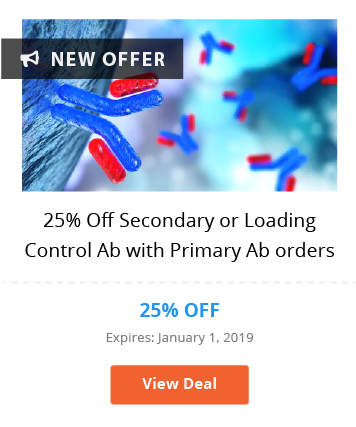 NEW OFFER
25% Off Secondary or Loading
Control Ab with Primary Ab orders
25% OFF
Expires: January 1, 2019
View Deal